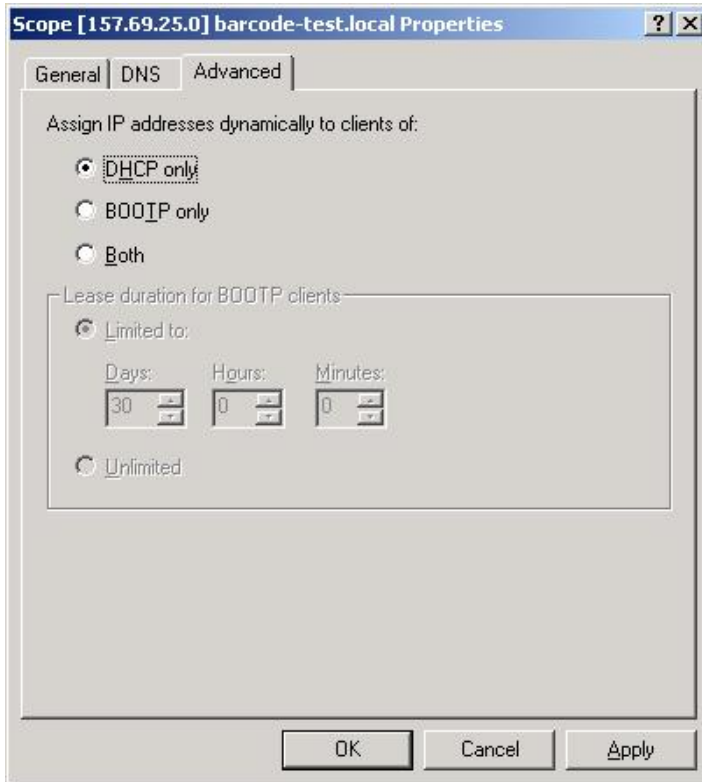 Scope [157.69.25.0] barcode-test.local Properties
General DNS Advanced
Assign IP addresses dynamically to clients of:
DHCP only
BOOTP only
Both
Lease duration for BOOTP clients
Limited to:
Days: Hours: Minutes:
30 0 0
Unlimited
OK Cancel Apply